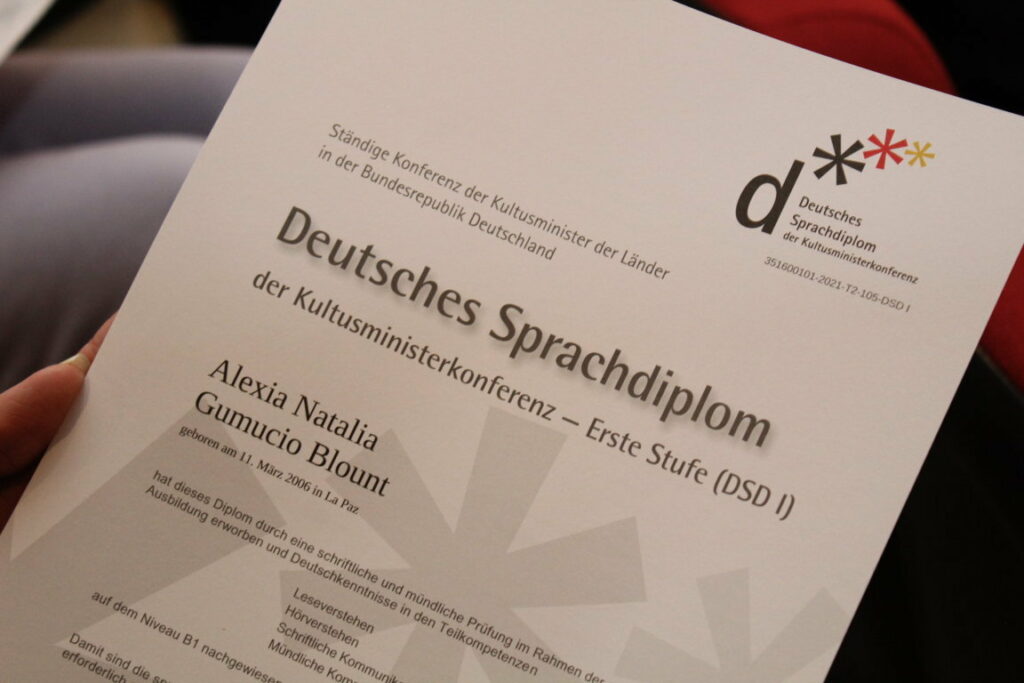 Ständige Konferenz der Kultusminister der Länder
in der Bundesrepublik Deutschland
d***
Deutsches
Sprachdiplom
der Kultusministerkonferenz
351600101-2021-T2-105-DSD I
Deutsches Sprachdiplom
der Kultusministerkonferenz – Erste Stufe (DSD I)
Alexia Natalia
Gumucio Blount
geboren am 11. März 2006 in La Paz
hat dieses Diplom durch eine schriftliche und mündliche Prüfung im Rahmen der
Ausbildung erworben und Deutschkenntnisse in den Teilkompetenzen
Leseverstehen
Hörverstehen
Schriftliche Kommuni
Mündliche Kom
auf dem Niveau B1 nachgewiesen
Damit sind die
erforderlich